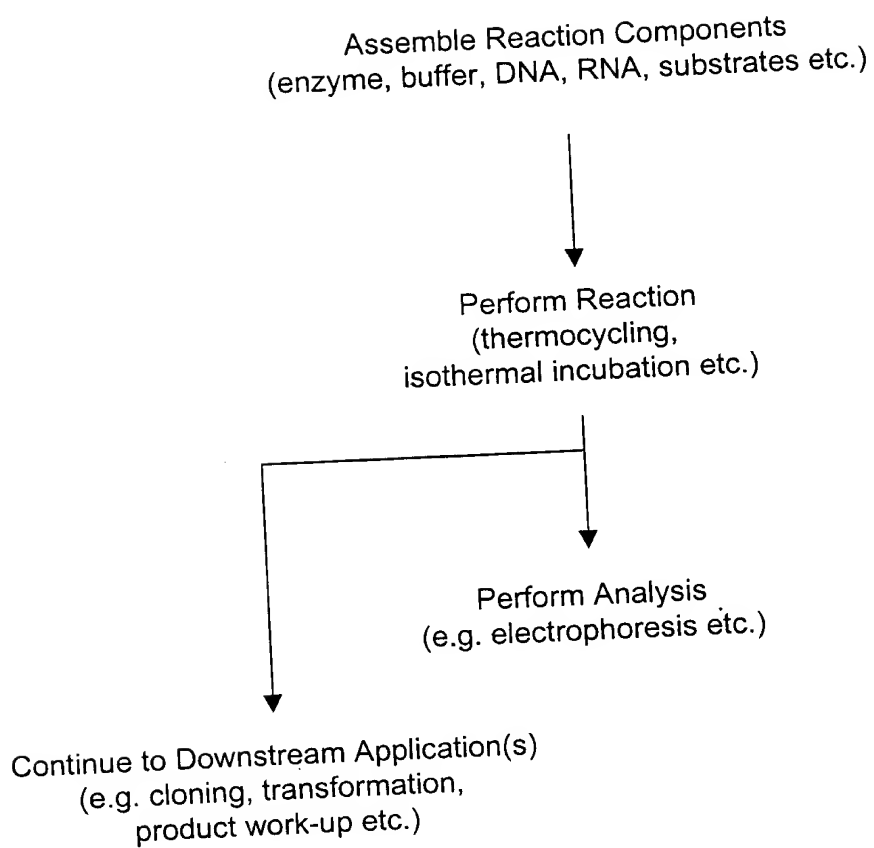 Assemble Reaction Components
(enzyme, buffer, DNA, RNA, substrates etc.)
Perform Reaction
(thermocycling,
isothermal incubation etc.)
Perform Analysis
(e.g. electrophoresis etc.)
Continue to Downstream Application(s)
(e.g. cloning, transformation,
product work-up etc.)